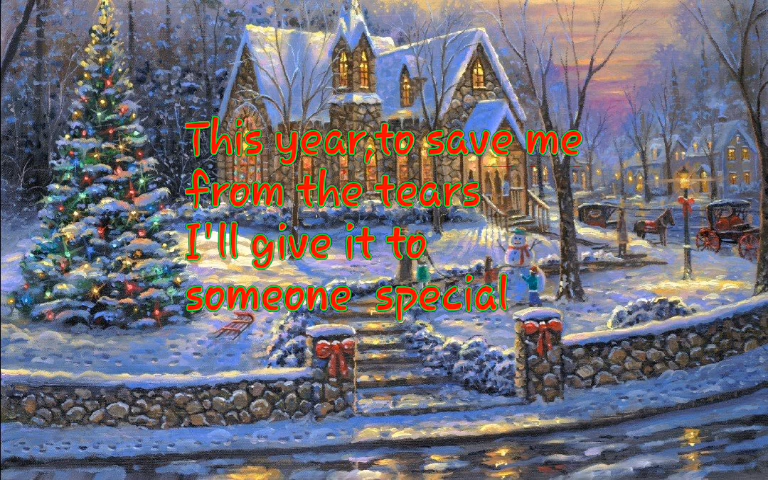 This year,to save me
from the tears
I'll give it to
someone  special